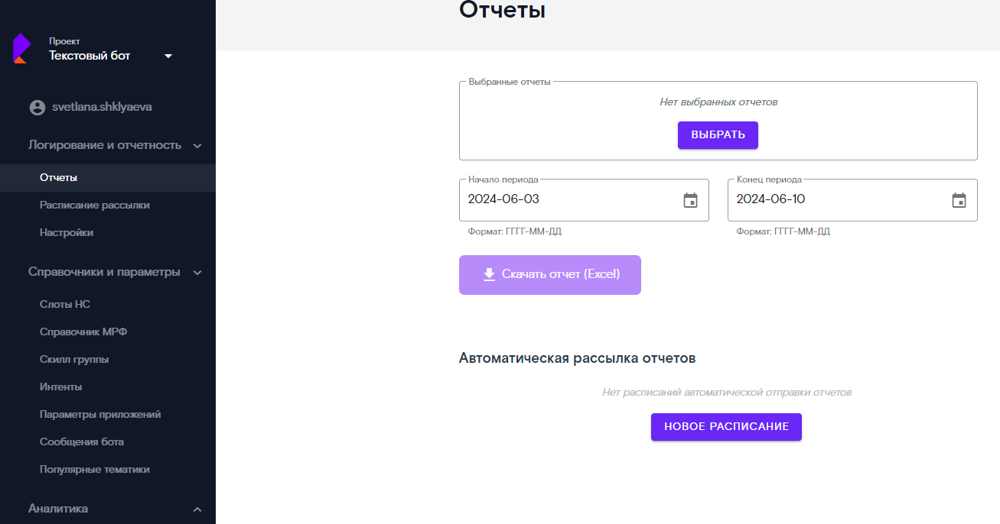 Проект
Текстовый бот
svetlana.shklyaeva
Логирование и отчетность
Отчеты
Расписание рассылки
Настройки
Справочники и параметры
Слоты НС
Справочник МРФ
Скилл группы
Интенты
Параметры приложений
Сообщения бота
Популярные тематики
Аналитика
Отчеты
Выбранные отчеты
Нет выбранных отчетов
ВЫБРАТЬ
Начало периода
2024-06-03
Формат: ГГГГ-ММ-ДД
Конец периода
2024-06-10
Формат: ГГГГ-ММ-ДД
Скачать отчет (Excel)
Автоматическая рассылка отчетов
Нет расписаний автоматической отправки отчетов
НОВОЕ РАСПИСАНИЕ